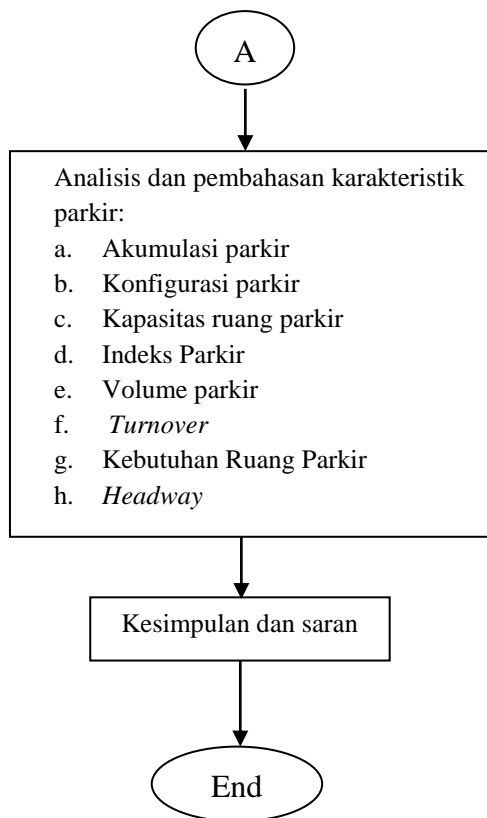 A
Analisis dan pembahasan karakteristik
parkir:
a. Akumulasi parkir
b. Konfigurasi parkir
c. Kapasitas ruang parkir
d. Indeks Parkir
e. Volume parkir
f. Turnover
g. Kebutuhan Ruang Parkir
h. Headway
Kesimpulan dan saran
End